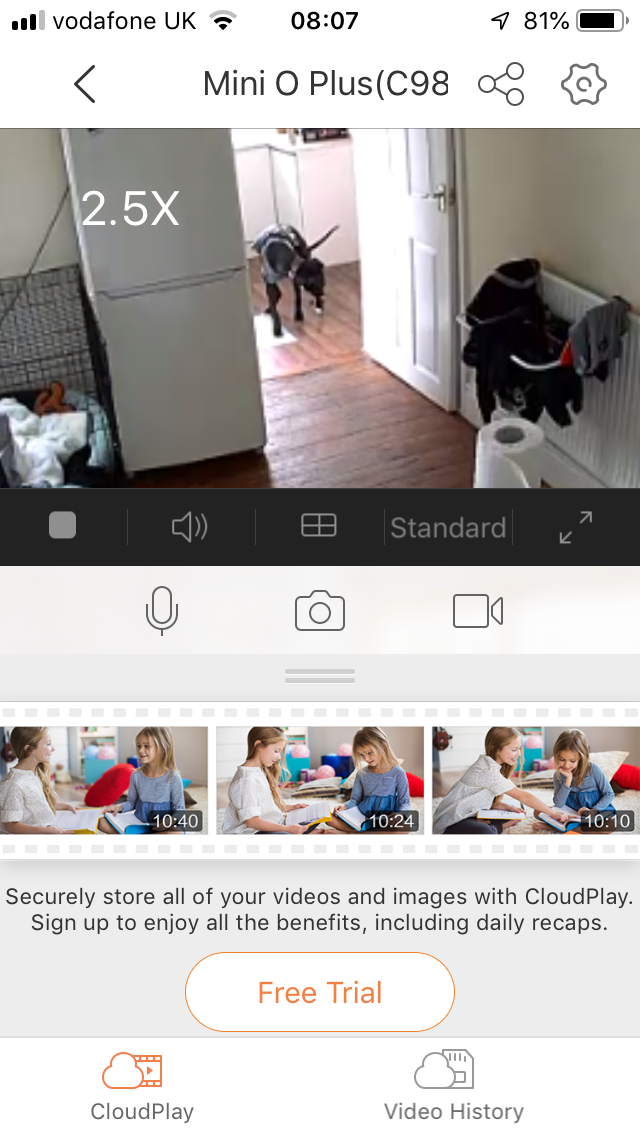 vodafone UK 08:07 81%
Mini O Plus(C98
2.5X
Standard
10:40 10:24 10:10
Securely store all of your videos and images with CloudPlay.
Sign up to enjoy all the benefits, including daily recaps.
Free Trial
CloudPlay Video History